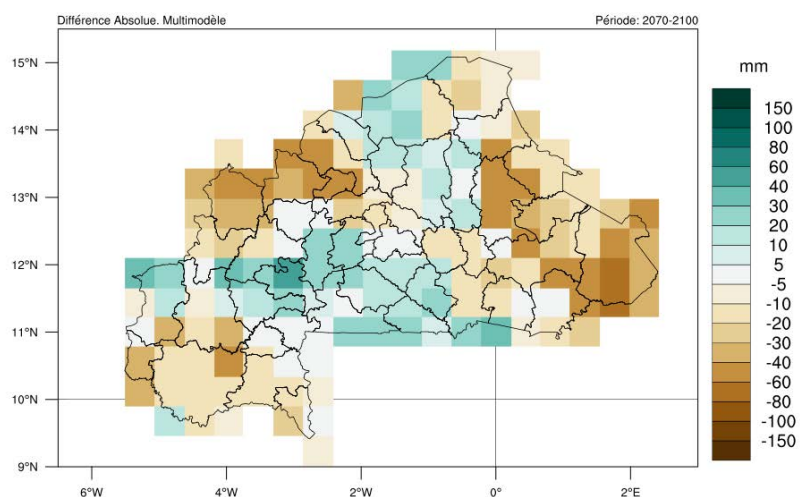 Différence Absolue. Multimodèle
Période: 2070-2100
mm
15°N
14°N
13°N
12°N
11°N
10°N
9°N
6°W
4°W
2°W
0°
2°E
150
100
80
60
40
30
20
10
5
-5
-10
-20
-30
-40
-60
-80
-100
-150